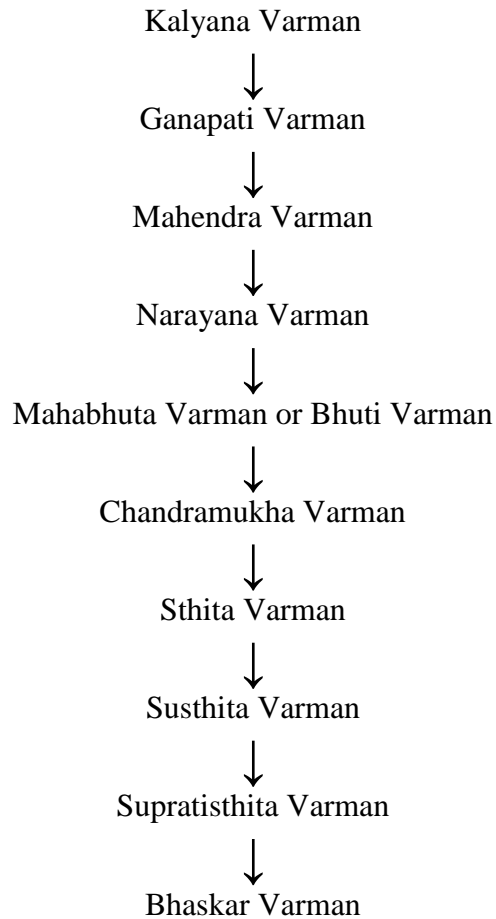 Kalyana Varman
↓
Ganapati Varman
↓
Mahendra Varman
↓
Narayana Varman
↓
Mahabhuta Varman or Bhuti Varman
↓
Chandramukha Varman
↓
Sthita Varman
↓
Susthita Varman
↓
Supratisthita Varman
↓
Bhaskar Varman